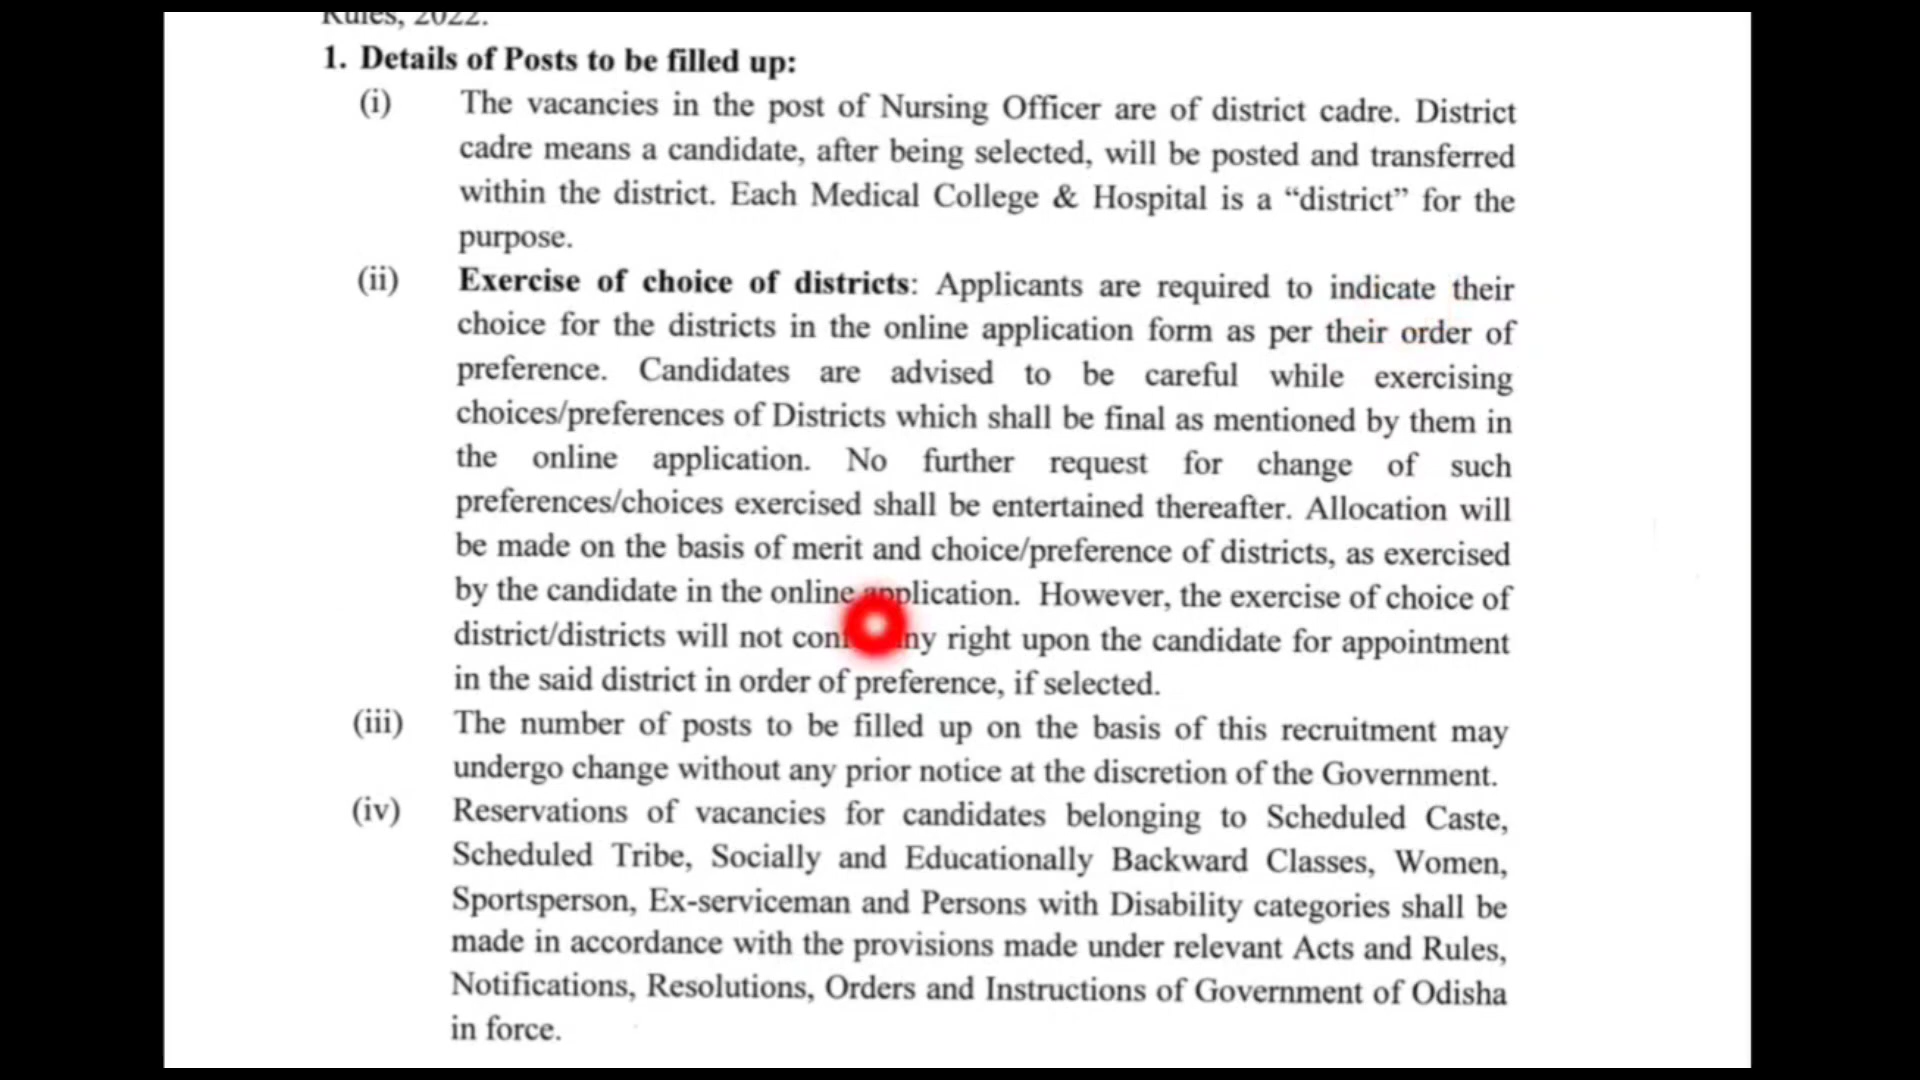 Rules, 2022.
1. Details of Posts to be filled up:
(i) The vacancies in the post of Nursing Officer are of district cadre. District
cadre means a candidate, after being selected, will be posted and transferred
within the district. Each Medical College & Hospital is a “district” for the
purpose.
(ii) Exercise of choice of districts: Applicants are required to indicate their
choice for the districts in the online application form as per their order of
preference. Candidates are advised to be careful while exercising
choices/preferences of Districts which shall be final as mentioned by them in
the online application. No further request for change of such
preferences/choices exercised shall be entertained thereafter. Allocation will
be made on the basis of merit and choice/preference of districts, as exercised
by the candidate in the online application. However, the exercise of choice of
district/districts will not right upon the candidate for appointment
in the said district in order of preference, if selected.
(iii) The number of posts to be filled up on the basis of this recruitment may
undergo change without any prior notice at the discretion of the Government.
(iv) Reservations of vacancies for candidates belonging to Scheduled Caste,
Scheduled Tribe, Socially and Educationally Backward Classes, Women,
Sportsperson, Ex-serviceman and Persons with Disability categories shall be
made in accordance with the provisions made under relevant Acts and Rules,
Notifications, Resolutions, Orders and Instructions of Government of Odisha
in force.